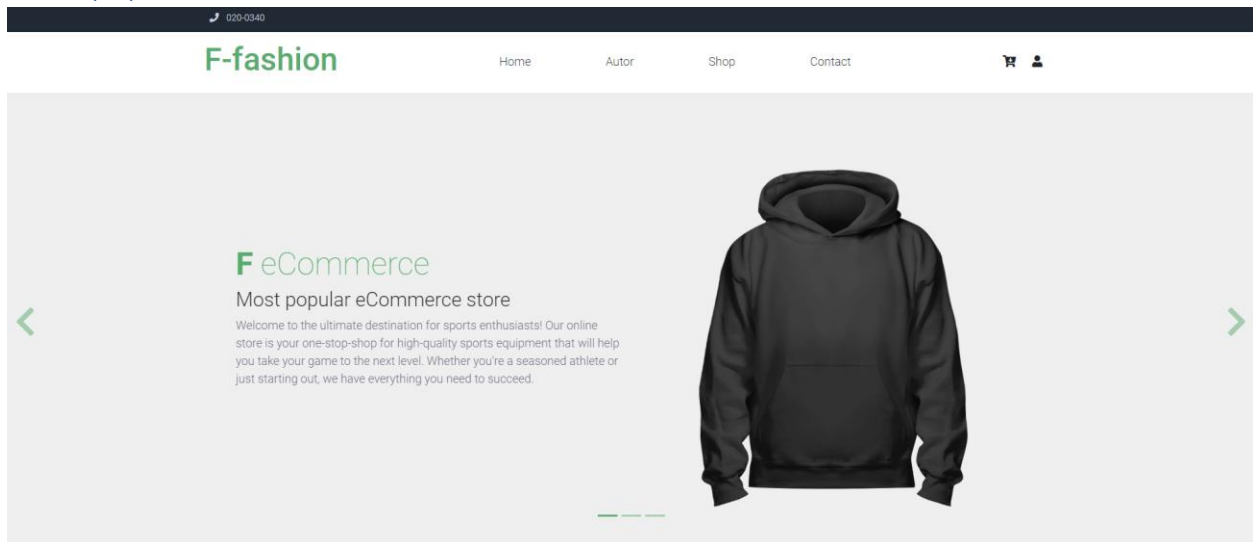 020-0340
F-fashion
Home Autor Shop Contact
F eCommerce
Most popular eCommerce store
Welcome to the ultimate destination for sports enthusiasts! Our online
store is your one-stop-shop for high-quality sports equipment that will help
you take your game to the next level. Whether you're a seasoned athlete or
just starting out, we have everything you need to succeed.